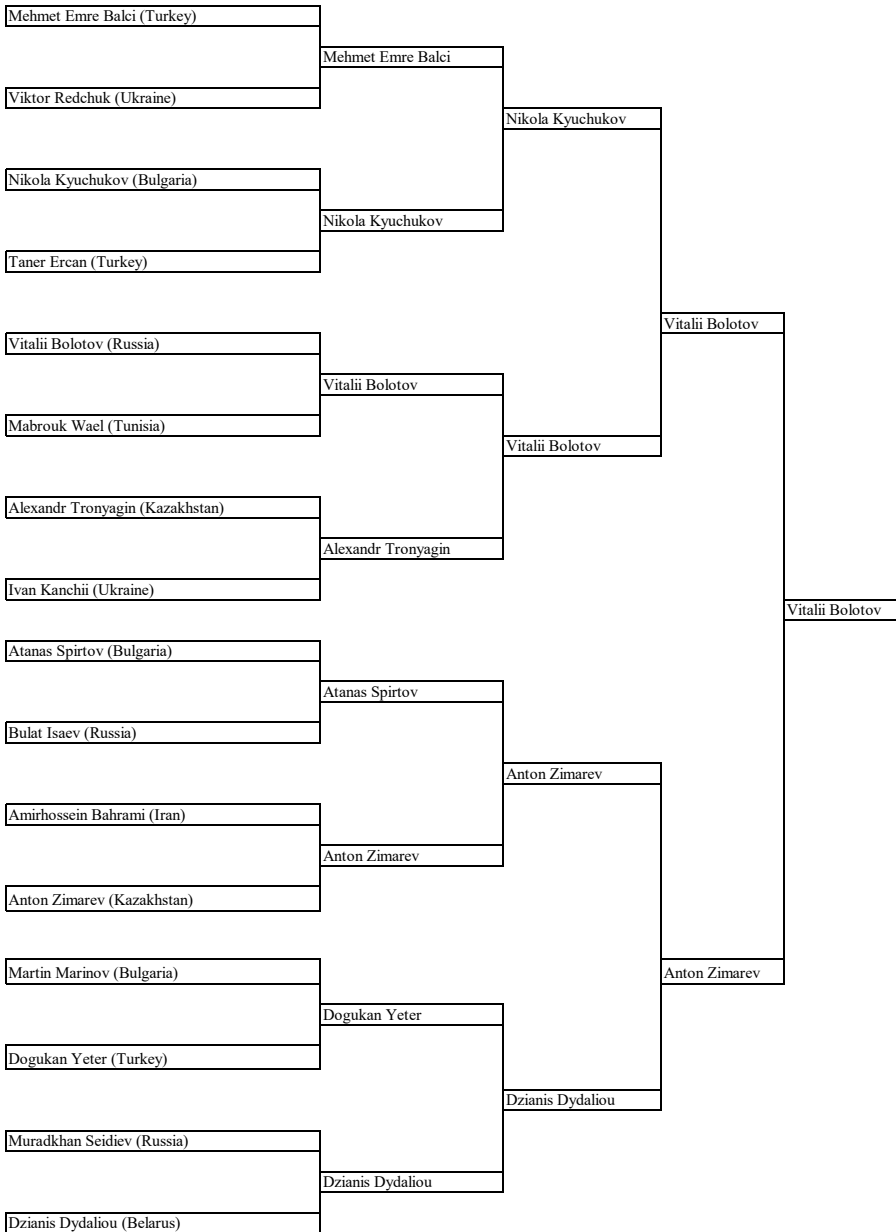 Mehmet Emre Balci (Turkey)
Mehmet Emre Balci
Viktor Redchuk (Ukraine)
Nikola Kyuchukov
Nikola Kyuchukov (Bulgaria)
Nikola Kyuchukov
Taner Ercan (Turkey)
Vitalii Bolotov
Vitalii Bolotov (Russia)
Vitalii Bolotov
Mabrouk Wael (Tunisia)
Vitalii Bolotov
Alexandr Tronyagin (Kazakhstan)
Alexandr Tronyagin
Ivan Kanchii (Ukraine)
Vitalii Bolotov
Atanas Spirtov (Bulgaria)
Atanas Spirtov
Bulat Isaev (Russia)
Anton Zimarev
Amirhossein Bahrami (Iran)
Anton Zimarev
Anton Zimarev (Kazakhstan)
Martin Marinov (Bulgaria)
Anton Zimarev
Dogukan Yeter
Dogukan Yeter (Turkey)
Dzianis Dydaliou
Muradkhan Seidiev (Russia)
Dzianis Dydaliou
Dzianis Dydaliou (Belarus)